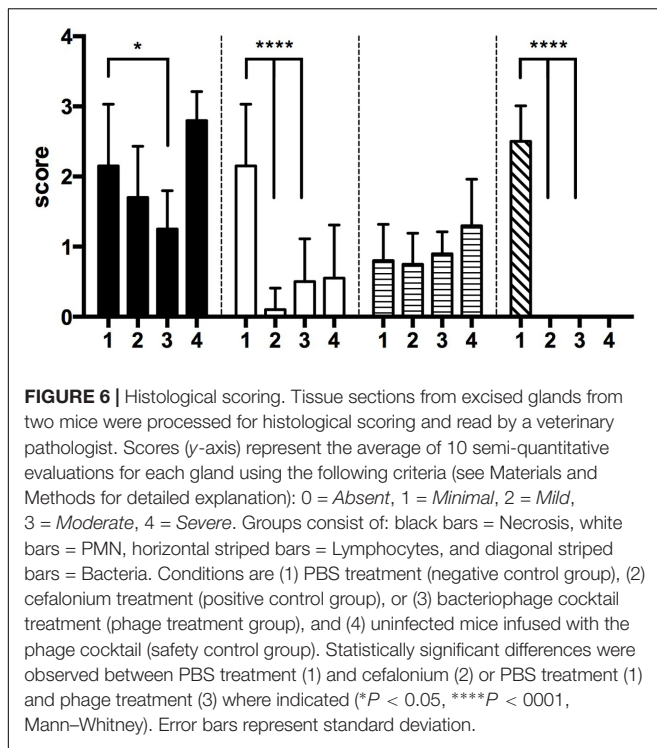 4
* **** ****
3
score
2
1
0
1 2 3 4 1 2 3 4 1 2 3 4 1 2 3 4
FIGURE 6 | Histological scoring. Tissue sections from excised glands from
two mice were processed for histological scoring and read by a veterinary
pathologist. Scores (y-axis) represent the average of 10 semi-quantitative
evaluations for each gland using the following criteria (see Materials and
Methods for detailed explanation): 0 = Absent, 1 = Minimal, 2 = Mild,
3 = Moderate, 4 = Severe. Groups consist of: black bars = Necrosis, white
bars = PMN, horizontal striped bars = Lymphocytes, and diagonal striped
bars = Bacteria. Conditions are (1) PBS treatment (negative control group), (2)
cefalonium treatment (positive control group), or (3) bacteriophage cocktail
treatment (phage treatment group), and (4) uninfected mice infused with the
phage cocktail (safety control group). Statistically significant differences were
observed between PBS treatment (1) and cefalonium (2) or PBS treatment (1)
and phage treatment (3) where indicated (*P < 0.05, ****P < 0001,
Mann–Whitney). Error bars represent standard deviation.